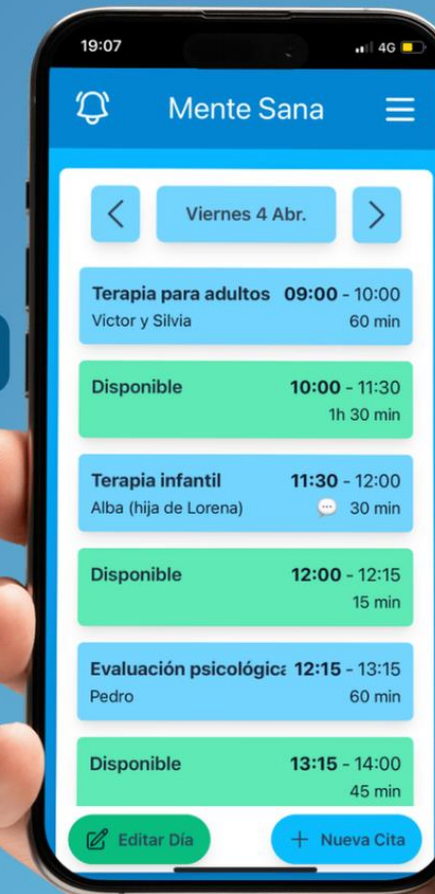 19:07 4G
Mente Sana
Viernes 4 Abr.
Terapia para adultos 09:00 - 10:00
Victor y Silvia 60 min
Disponible 10:00 - 11:30
1h 30 min
Terapia infantil 11:30 - 12:00
Alba (hija de Lorena) 30 min
Disponible 12:00 - 12:15
15 min
Evaluación psicológica 12:15 - 13:15
Pedro 60 min
Disponible 13:15 - 14:00
45 min
Editar Día + Nueva Cita